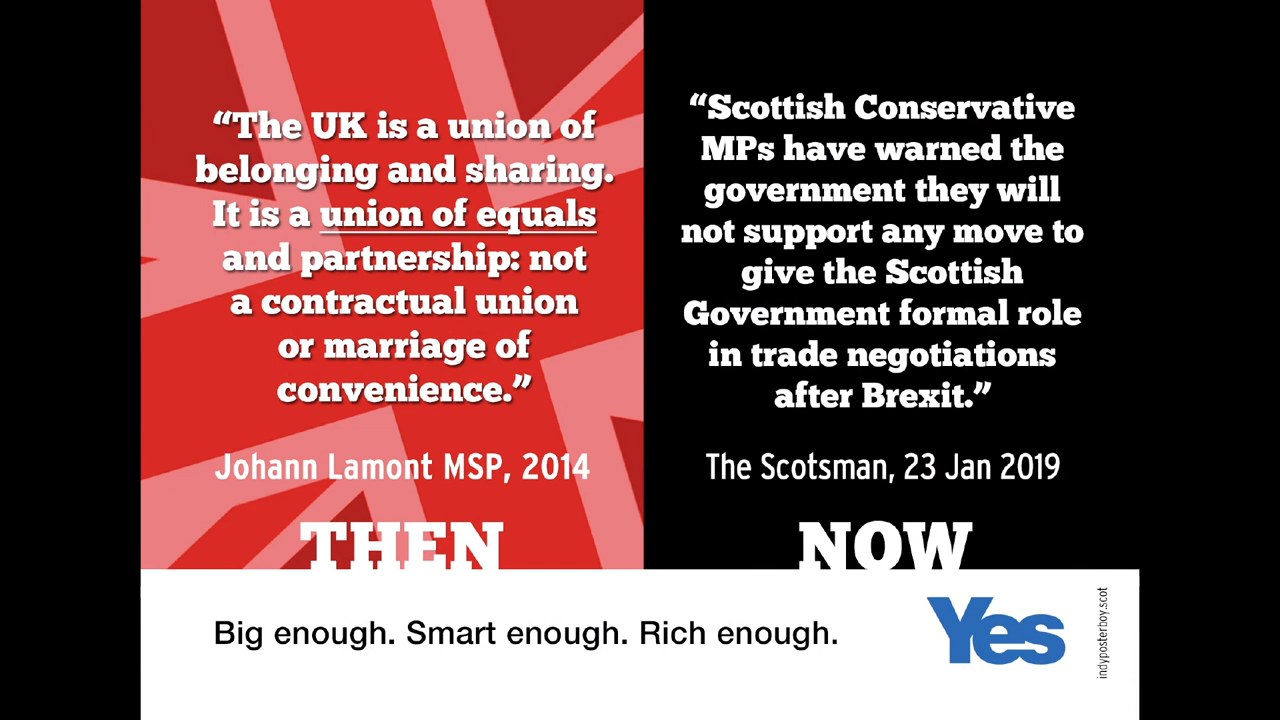 “The UK is a union of
belonging and sharing.
It is a union of equals
and partnership: not
a contractual union
or marriage of
convenience.”
Johann Lamont MSP, 2014
THEN
“Scottish Conservative
MPs have warned the
government they will
not support any move to
give the Scottish
Government formal role
in trade negotiations
after Brexit.”
The Scotsman, 23 Jan 2019
NOW
Big enough. Smart enough. Rich enough.
Yes
indyposterboy.scot